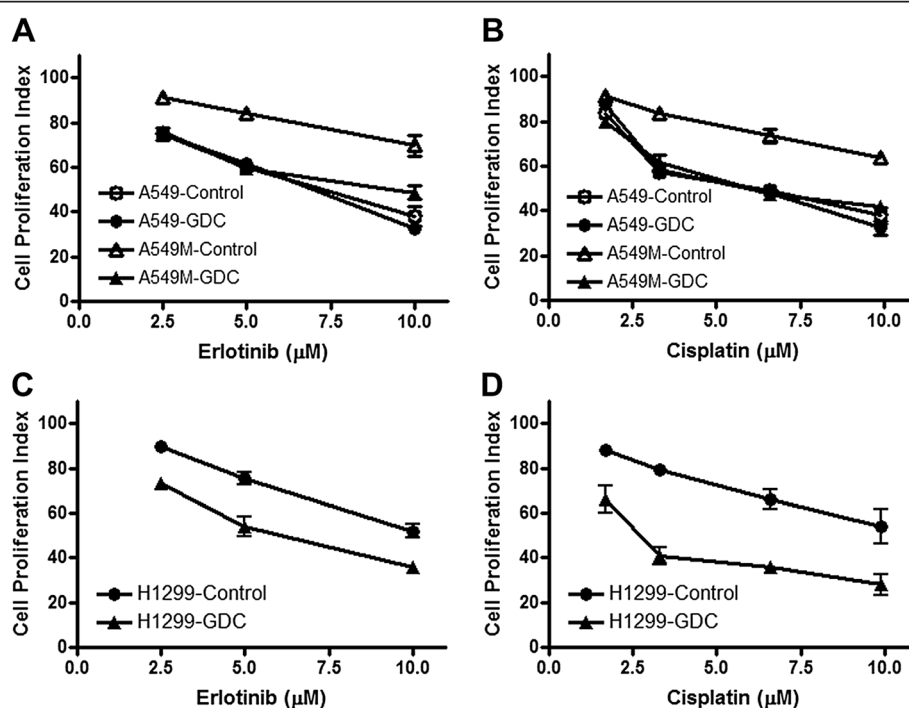 A
Cell Proliferation Index
100
80
60
40
20
0
A549-Control
A549-GDC
A549M-Control
A549M-GDC
0.0 2.5 5.0 7.5 10.0
Erlotinib (μM)
B
Cell Proliferation Index
100
80
60
40
20
0
A549-Control
A549-GDC
A549M-Control
A549M-GDC
0.0 2.5 5.0 7.5 10.0
Cisplatin (μM)
C
Cell Proliferation Index
100
80
60
40
20
0
H1299-Control
H1299-GDC
0.0 2.5 5.0 7.5 10.0
Erlotinib (μM)
D
Cell Proliferation Index
100
80
60
40
20
0
H1299-Control
H1299-GDC
0.0 2.5 5.0 7.5 10.0
Cisplatin (μM)